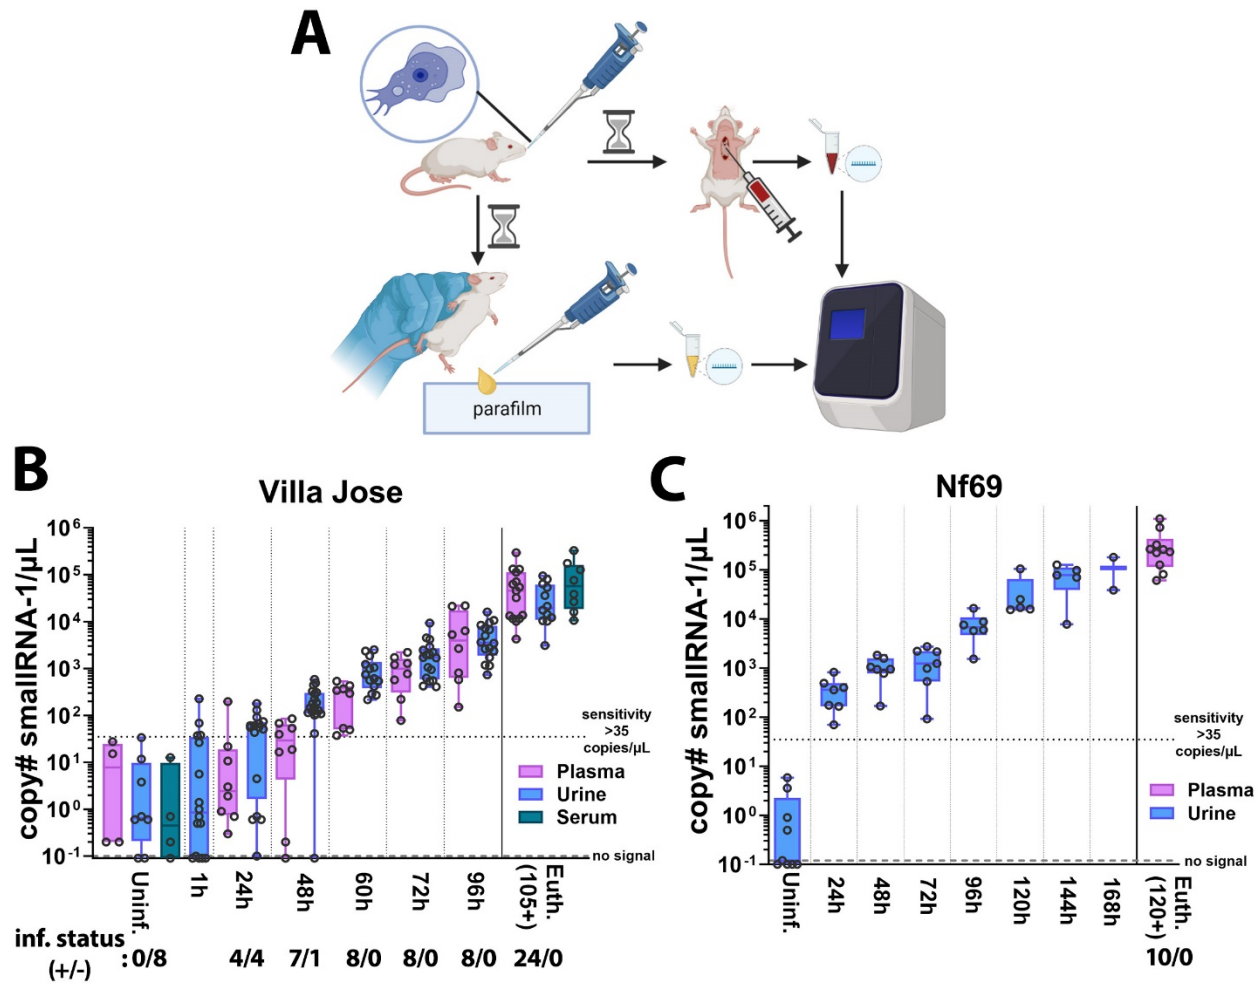 A
parafilm
B
Villa Jose
copy# smallRNA-1/µL
10^6
10^5
10^4
10^3
10^2
10^1
10^0
10^-1
sensitivity
>35
copies/µL
Plasma
Urine
Serum
no signal
Uninf.
1h
24h
48h
60h
72h
96h
Euth.
(105+)
inf. status
(+/-)
: 0/8
4/4
7/1
8/0
8/0
8/0
24/0
C
Nf69
copy# smallRNA-1/µL
10^6
10^5
10^4
10^3
10^2
10^1
10^0
10^-1
sensitivity
>35
copies/µL
Plasma
Urine
no signal
Uninf.
24h
48h
72h
96h
120h
144h
168h
Euth.
(120+)
10/0